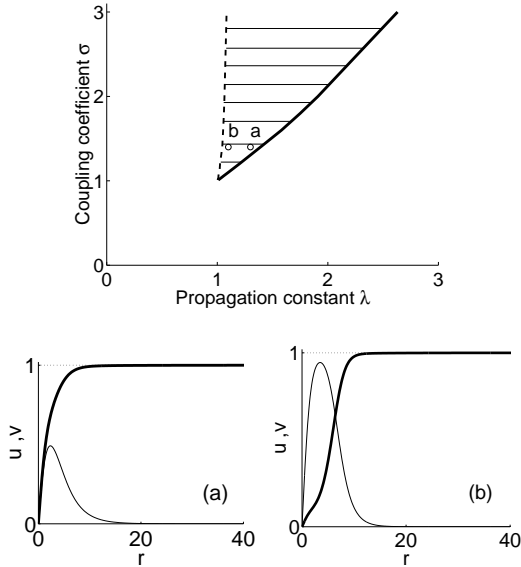 3
2
1
0
Coupling coefficient σ
b a
0 1 2 3
Propagation constant λ
1
0
u ,v
(a)
0 20 40
r
1
0
u ,v
(b)
0 20 40
r